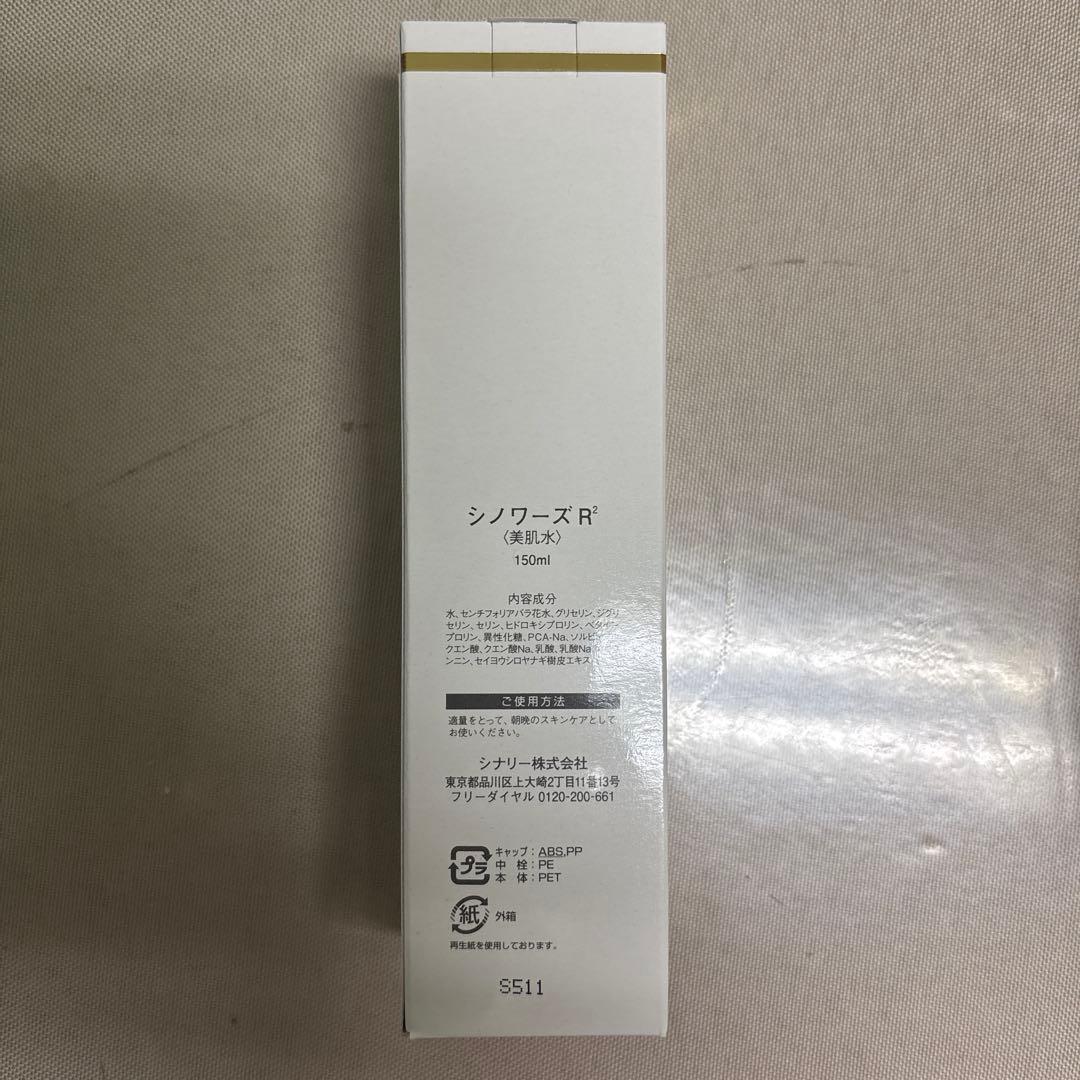 シノワーズ R²
〈美肌水〉
150ml
内容成分
水、センチフォリアバラ花水、グリセリン、ジグリ
セリン、セリン、ヒドロキシプロリン、ベタイン、
プロリン、異性化糖、PCA-Na、ソルビ
クエン酸、クエン酸Na、乳酸、乳酸Na
ンニン、セイヨウシロヤナギ樹皮エキス
ご使用方法
適量をとって、朝晩のスキンケアとして
お使いください。
シナリー株式会社
東京都品川区上大崎2丁目11番13号
フリーダイヤル 0120-200-661
プラ
キャップ：ABS,PP
中 栓：PE
本 体：PET
紙
外箱
再生紙を使用しております。
S511